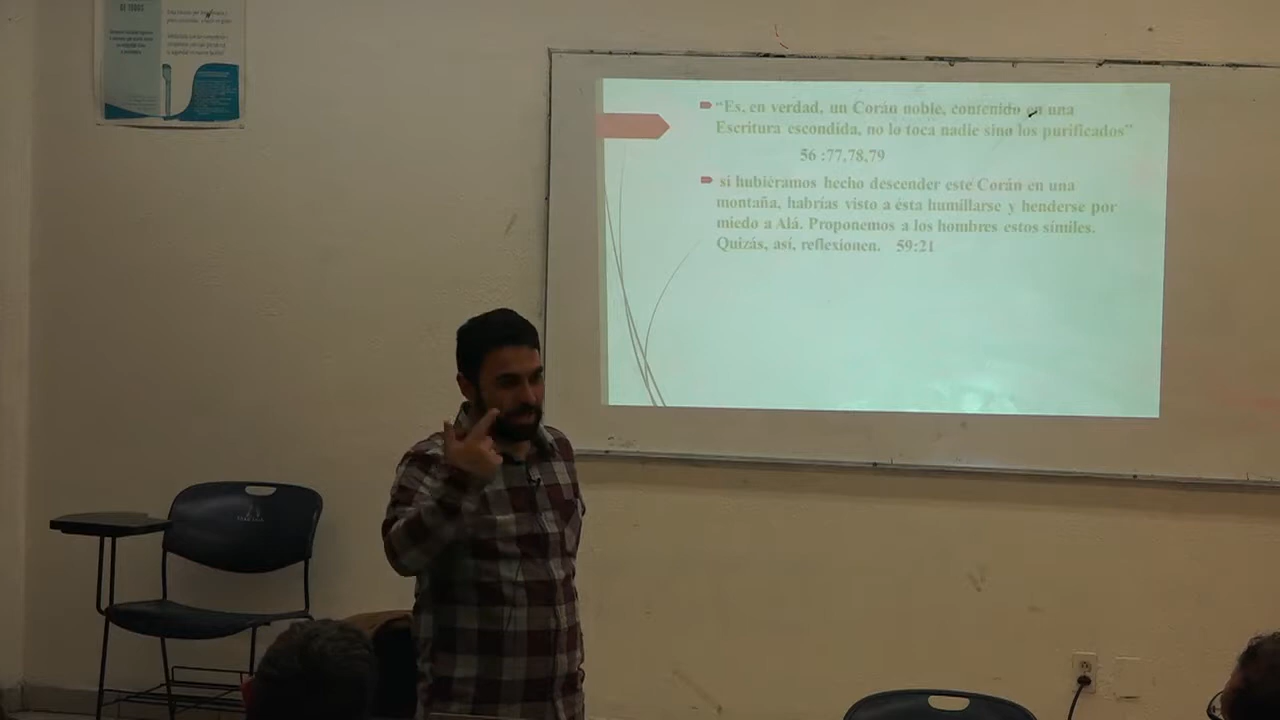 DE TODOS
“Es, en verdad, un Corán noble, contenido en una
Escritura escondida, no lo toca nadie sino los purificados”
56 :77,78,79
si hubiéramos hecho descender este Corán en una
montaña, habrías visto a ésta humillarse y henderse por
miedo a Alá. Proponemos a los hombres estos símiles.
Quizás, así, reflexionen. 59:21